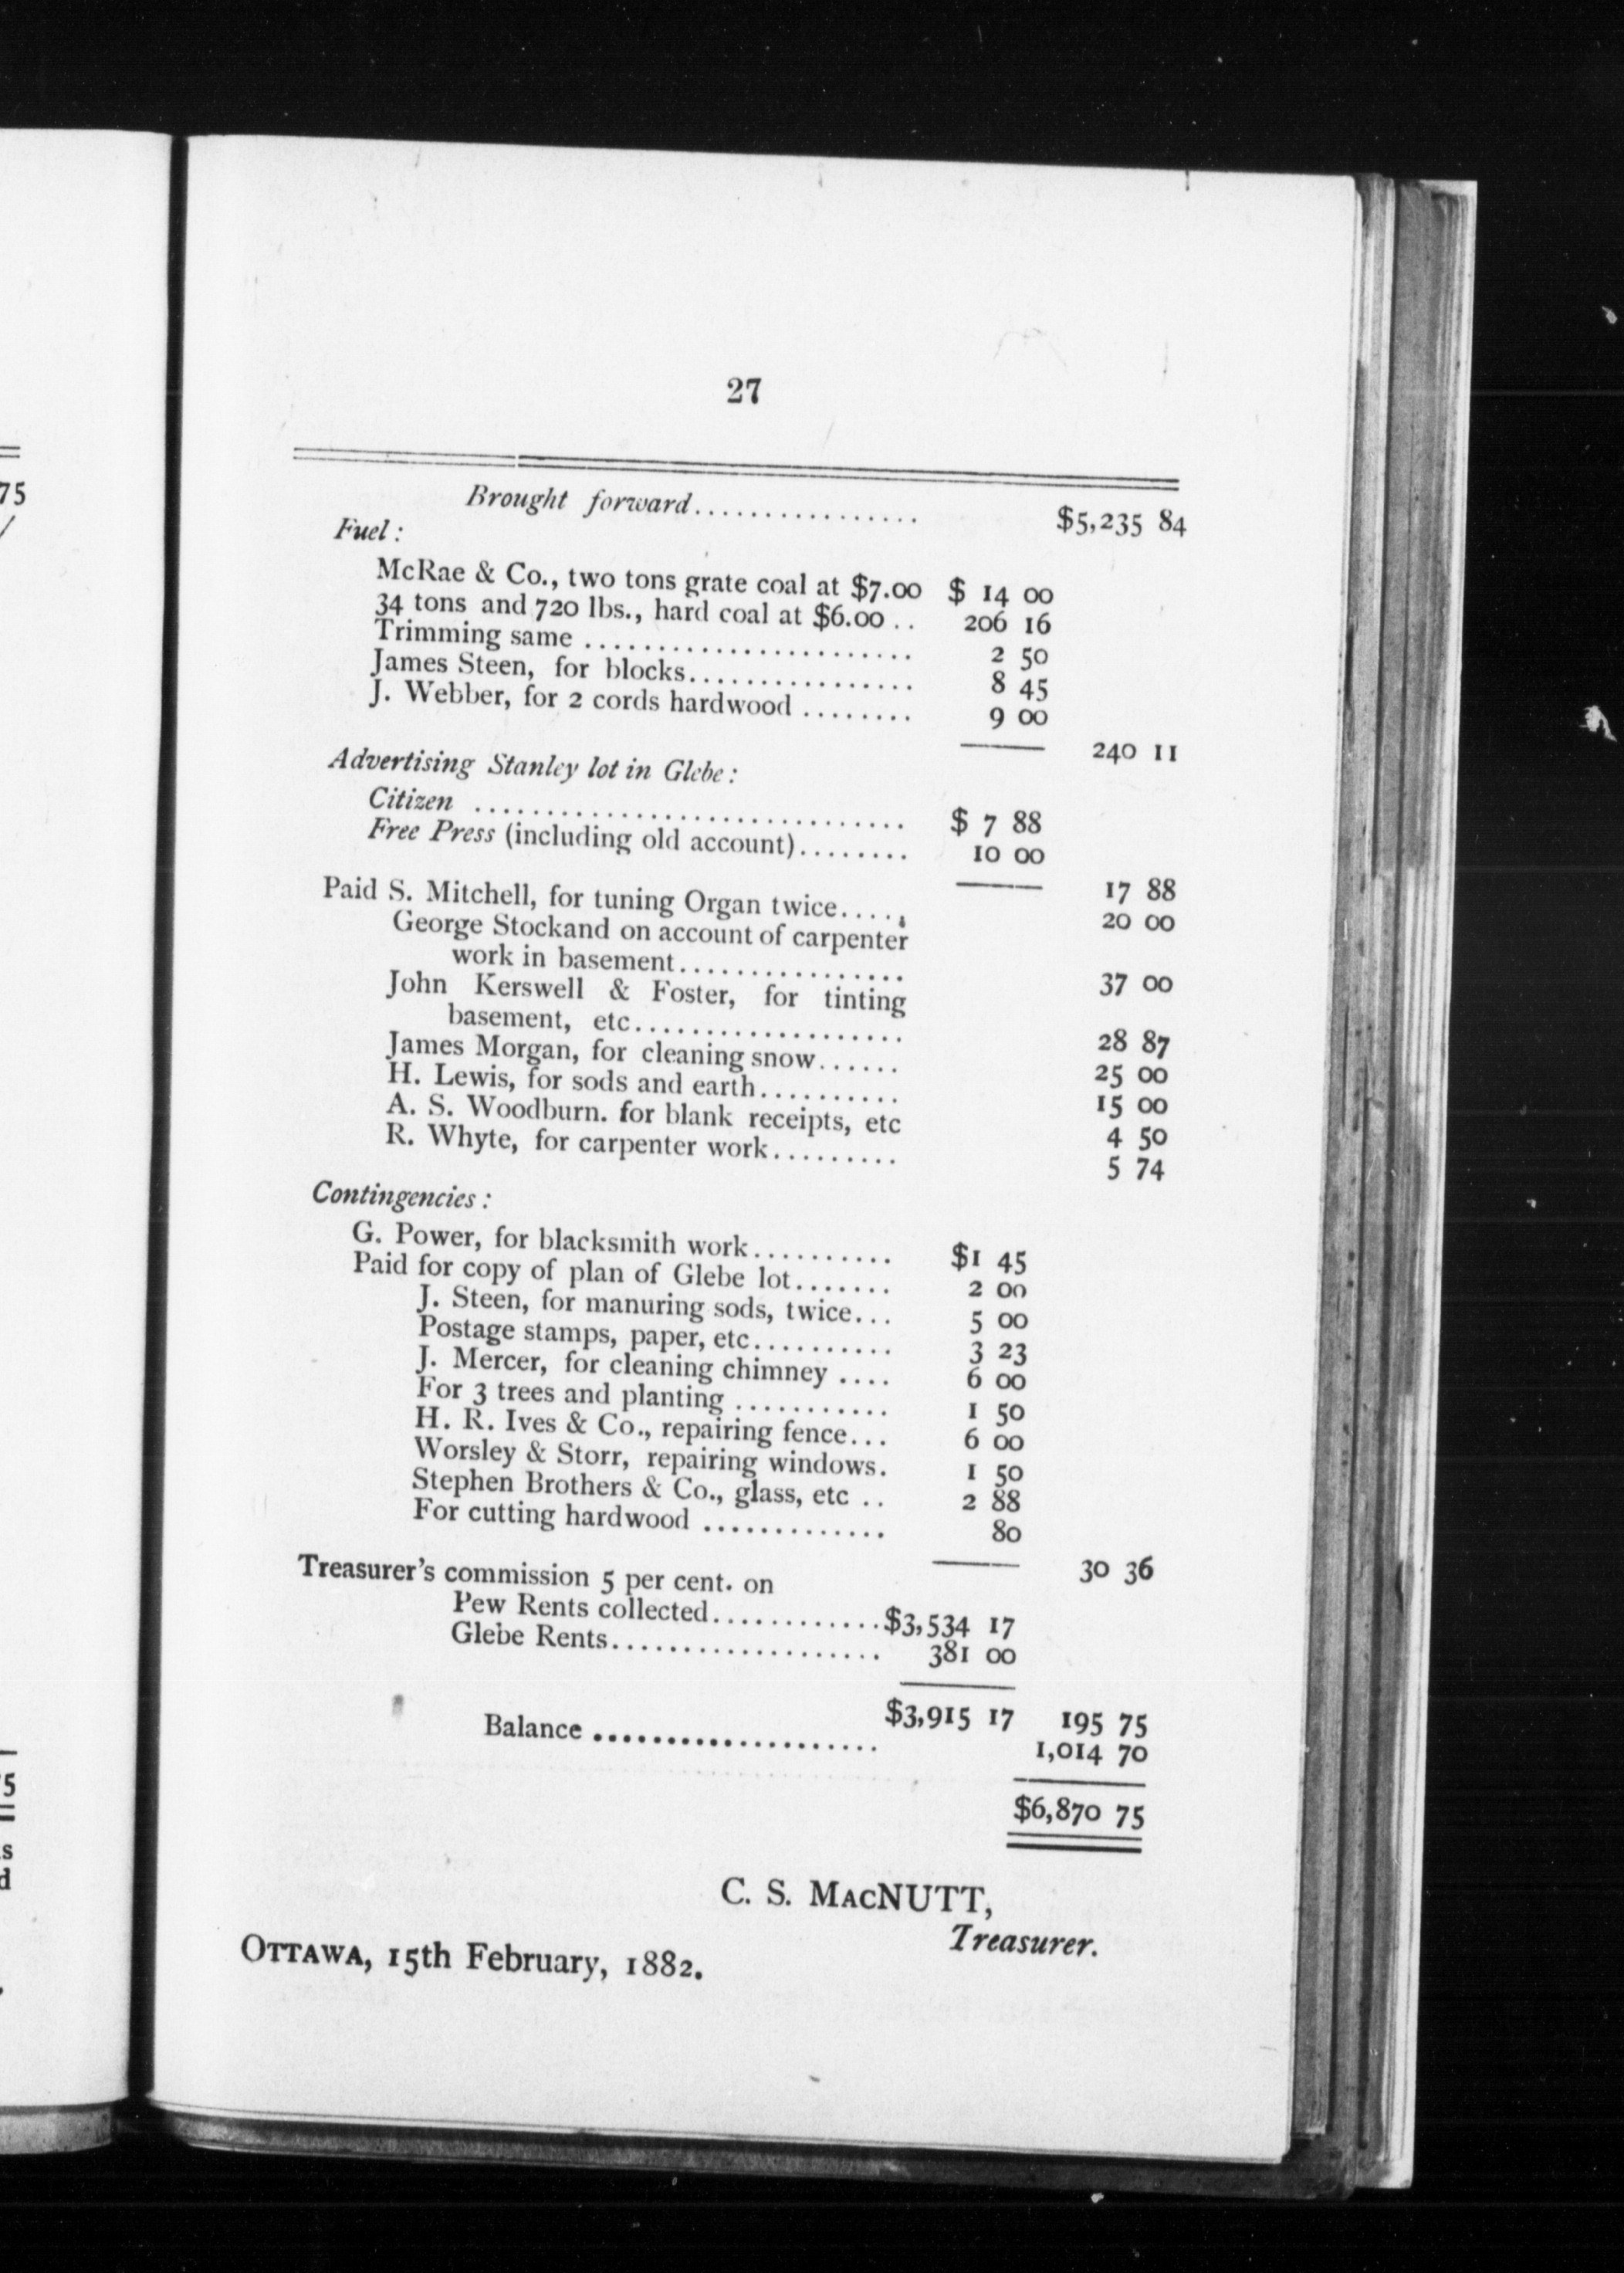 27
Brought forward................ $5,235 84
Fuel :
McRae & Co., two tons grate coal at $7.00 $ 14 00
34 tons and 720 lbs., hard coal at $6.00 .. 206 16
Trimming same ....................... 2 50
James Steen, for blocks................ 8 45
J. Webber, for 2 cords hardwood ........ 9 00
240 11
Advertising Stanley lot in Glebe :
Citizen .............................. $ 7 88
Free Press (including old account)........ 10 00
17 88
Paid S. Mitchell, for tuning Organ twice..... 20 00
George Stockand on account of carpenter
work in basement................ 37 00
John Kerswell & Foster, for tinting
basement, etc................... 28 87
James Morgan, for cleaning snow...... 25 00
H. Lewis, for sods and earth.......... 15 00
A. S. Woodburn. for blank receipts, etc 4 50
R. Whyte, for carpenter work......... 5 74
Contingencies :
G. Power, for blacksmith work.......... $1 45
Paid for copy of plan of Glebe lot....... 2 00
J. Steen, for manuring sods, twice... 5 00
Postage stamps, paper, etc.......... 3 23
J. Mercer, for cleaning chimney .... 6 00
For 3 trees and planting ........... 1 50
H. R. Ives & Co., repairing fence... 6 00
Worsley & Storr, repairing windows. 1 50
Stephen Brothers & Co., glass, etc .. 2 88
For cutting hardwood ............. 80
30 36
Treasurer's commission 5 per cent. on
Pew Rents collected............$3,534 17
Glebe Rents................... 381 00
$3,915 17 195 75
Balance .................... 1,014 70
$6,870 75
C. S. MACNUTT,
Treasurer.
OTTAWA, 15th February, 1882.
75
5
s
d